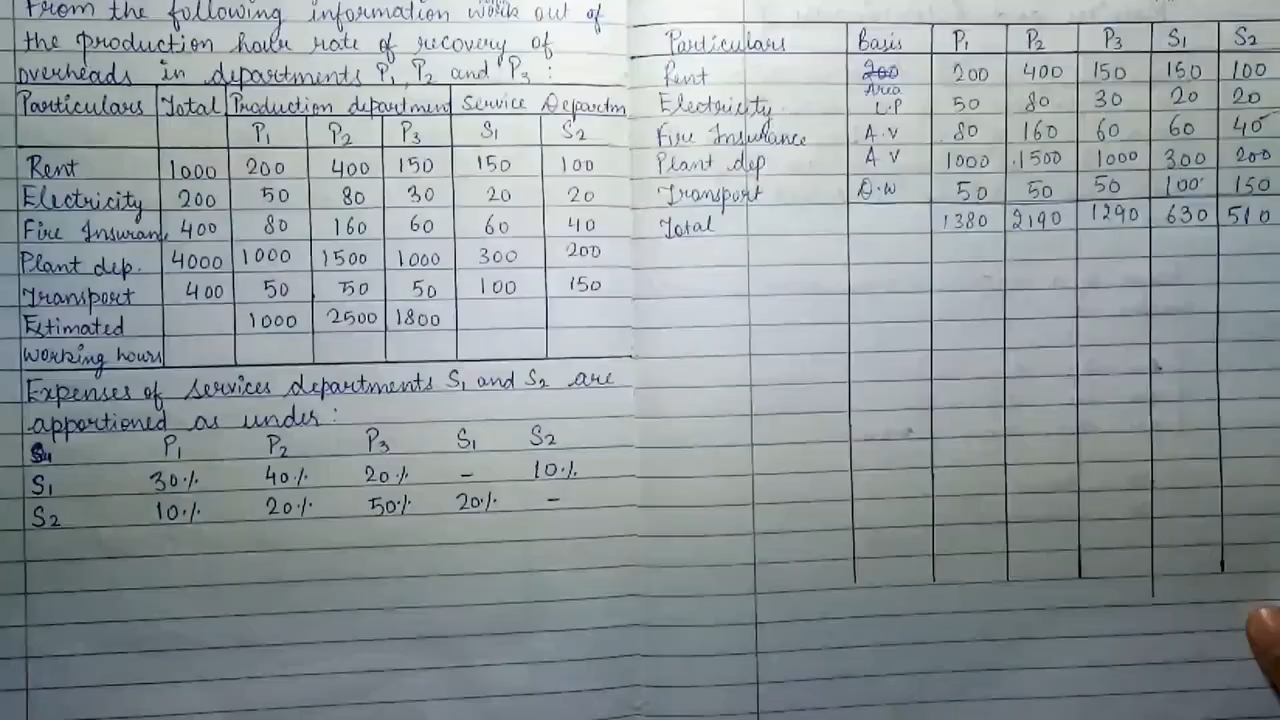 From the following information work out of
the production hour rate of recovery of
overheads in departments P1, P2 and P3 :
Particulars Total Production department Service Departm
P1 P2 P3 S1 S2
Rent 1000 200 400 150 150 100
Electricity 200 50 80 30 20 20
Fire Insuran 400 80 160 60 60 40
Plant dep. 4000 1000 1500 1000 300 200
Transport 400 50 50 50 100 150
Estimated 1000 2500 1800
working hours
Expenses of services departments S1 and S2 are
apportioned as under :
P1 P2 P3 S1 S2
S1 30% 40% 20% - 10%
S2 10% 20% 50% 20% -
Particulars Basis P1 P2 P3 S1 S2
Rent Area 200 400 150 150 100
Electricity L.P 50 80 30 20 20
Fire Insurance A.V 80 160 60 60 40
Plant dep A V 1000 1500 1000 300 200
Transport D.W 50 50 50 100 150
Total 1380 2190 1290 630 510